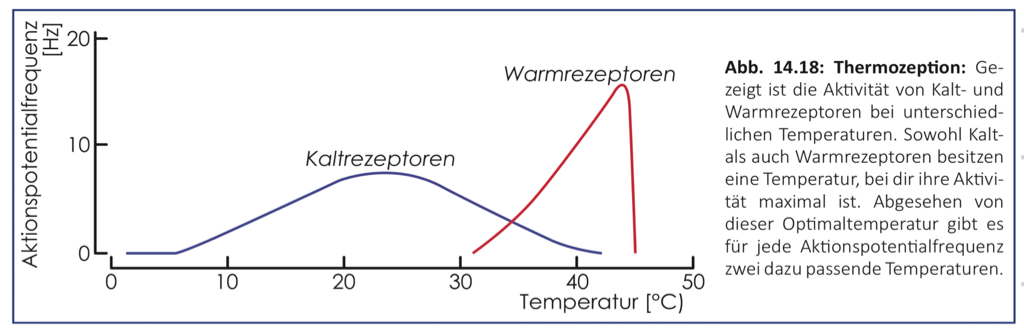 Aktionspotentialfrequenz
[Hz]
20
10
0
Warmrezeptoren
Kaltrezeptoren
0 10 20 30 40 50
Temperatur [°C]
Abb. 14.18: Thermozeption: Ge-
zeigt ist die Aktivität von Kalt- und
Warmrezeptoren bei unterschied-
lichen Temperaturen. Sowohl Kalt-
als auch Warmrezeptoren besitzen
eine Temperatur, bei dir ihre Aktivi-
tät maximal ist. Abgesehen von
dieser Optimaltemperatur gibt es
für jede Aktionspotentialfrequenz
zwei dazu passende Temperaturen.